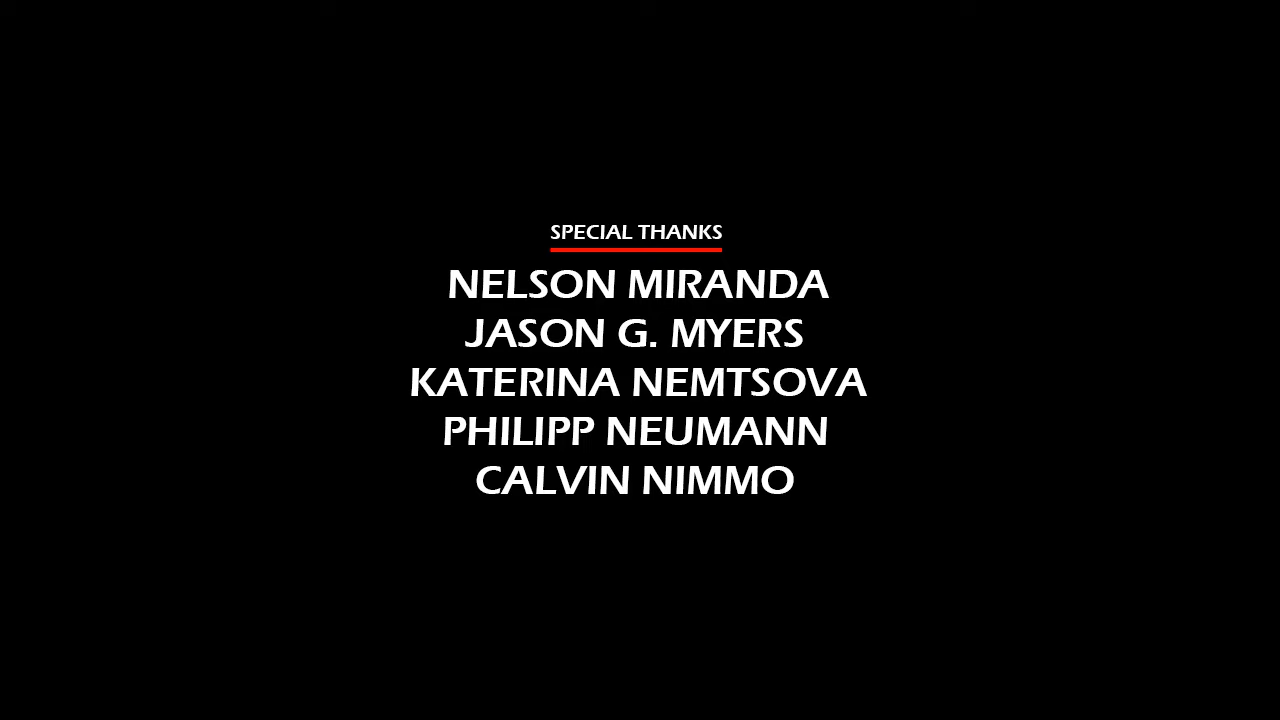 SPECIAL THANKS
NELSON MIRANDA
JASON G. MYERS
KATERINA NEMTSOVA
PHILIPP NEUMANN
CALVIN NIMMO